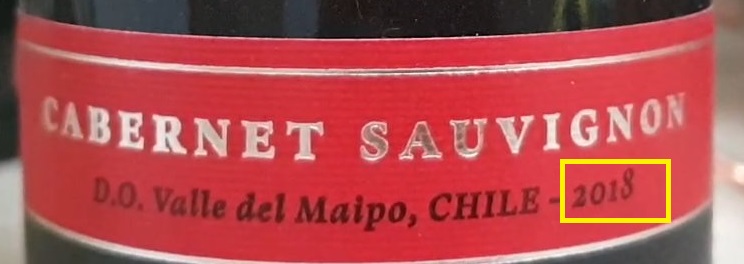 CABERNET SAUVIGNON
D.O. Valle del Maipo, CHILE - 2018